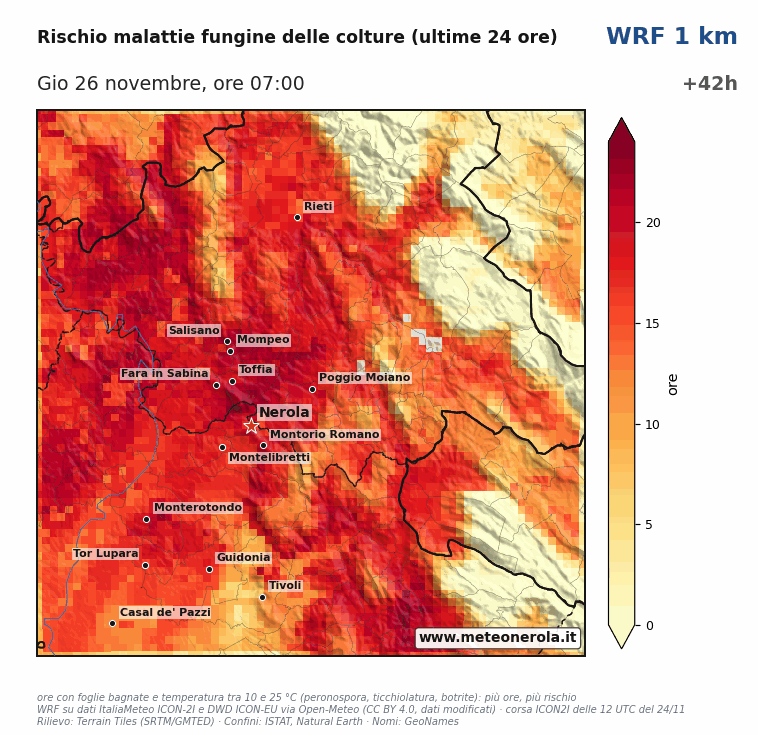 Rischio malattie fungine delle colture (ultime 24 ore)
WRF 1 km
Gio 26 novembre, ore 07:00
+42h
Rieti
Salisano
Mompeo
Fara in Sabina
Toffia
Poggio Moiano
Nerola
Montorio Romano
Montelibretti
Monterotondo
Tor Lupara
Guidonia
Tivoli
Casal de' Pazzi
www.meteonerola.it
20
15
10
5
0
ore
ore con foglie bagnate e temperatura tra 10 e 25 °C (peronospora, ticchiolatura, botrite): più ore, più rischio
WRF su dati ItaliaMeteo ICON-2I e DWD ICON-EU via Open-Meteo (CC BY 4.0, dati modificati) · corsa ICON2I delle 12 UTC del 24/11
Rilievo: Terrain Tiles (SRTM/GMTED) · Confini: ISTAT, Natural Earth · Nomi: GeoNames